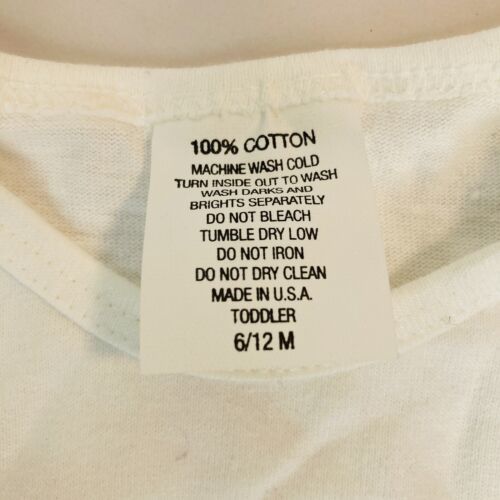 100% COTTON
MACHINE WASH COLD
TURN INSIDE OUT TO WASH
WASH DARKS AND
BRIGHTS SEPARATELY
DO NOT BLEACH
TUMBLE DRY LOW
DO NOT IRON
DO NOT DRY CLEAN
MADE IN U.S.A.
TODDLER
6/12 M